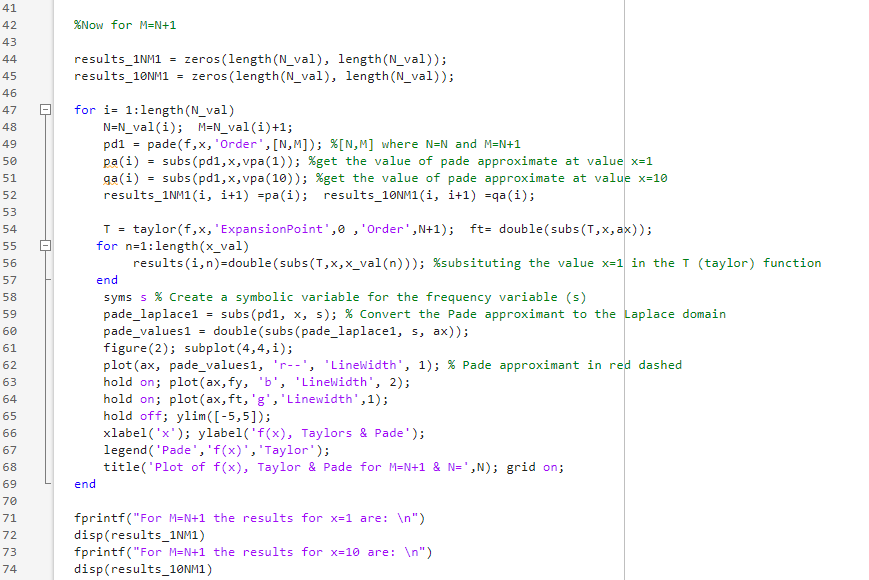 41
42 %Now for M=N+1
43
44 results_1NM1 = zeros(length(N_val), length(N_val));
45 results_10NM1 = zeros(length(N_val), length(N_val));
46
47 for i= 1:length(N_val)
48 N=N_val(i);  M=N_val(i)+1;
49 pd1 = pade(f,x,'Order',[N,M]); %[N,M] where N=N and M=N+1
50 pa(i) = subs(pd1,x,vpa(1)); %get the value of pade approximate at value x=1
51 qa(i) = subs(pd1,x,vpa(10)); %get the value of pade approximate at value x=10
52 results_1NM1(i, i+1) =pa(i);  results_10NM1(i, i+1) =qa(i);
53
54 T = taylor(f,x,'ExpansionPoint',0 ,'Order',N+1);  ft= double(subs(T,x,ax));
55 for n=1:length(x_val)
56 results(i,n)=double(subs(T,x,x_val(n))); %subsituting the value x=1 in the T (taylor) function
57 end
58 syms s % Create a symbolic variable for the frequency variable (s)
59 pade_laplace1 = subs(pd1, x, s); % Convert the Pade approximant to the Laplace domain
60 pade_values1 = double(subs(pade_laplace1, s, ax));
61 figure(2); subplot(4,4,i);
62 plot(ax, pade_values1, 'r--', 'LineWidth', 1); % Pade approximant in red dashed
63 hold on; plot(ax,fy, 'b', 'LineWidth', 2);
64 hold on; plot(ax,ft,'g','Linewidth',1);
65 hold off; ylim([-5,5]);
66 xlabel('x'); ylabel('f(x), Taylors & Pade');
67 legend('Pade','f(x)','Taylor');
68 title('Plot of f(x), Taylor & Pade for M=N+1 & N=',N); grid on;
69 end
70
71 fprintf("For M=N+1 the results for x=1 are: \n")
72 disp(results_1NM1)
73 fprintf("For M=N+1 the results for x=10 are: \n")
74 disp(results_10NM1)